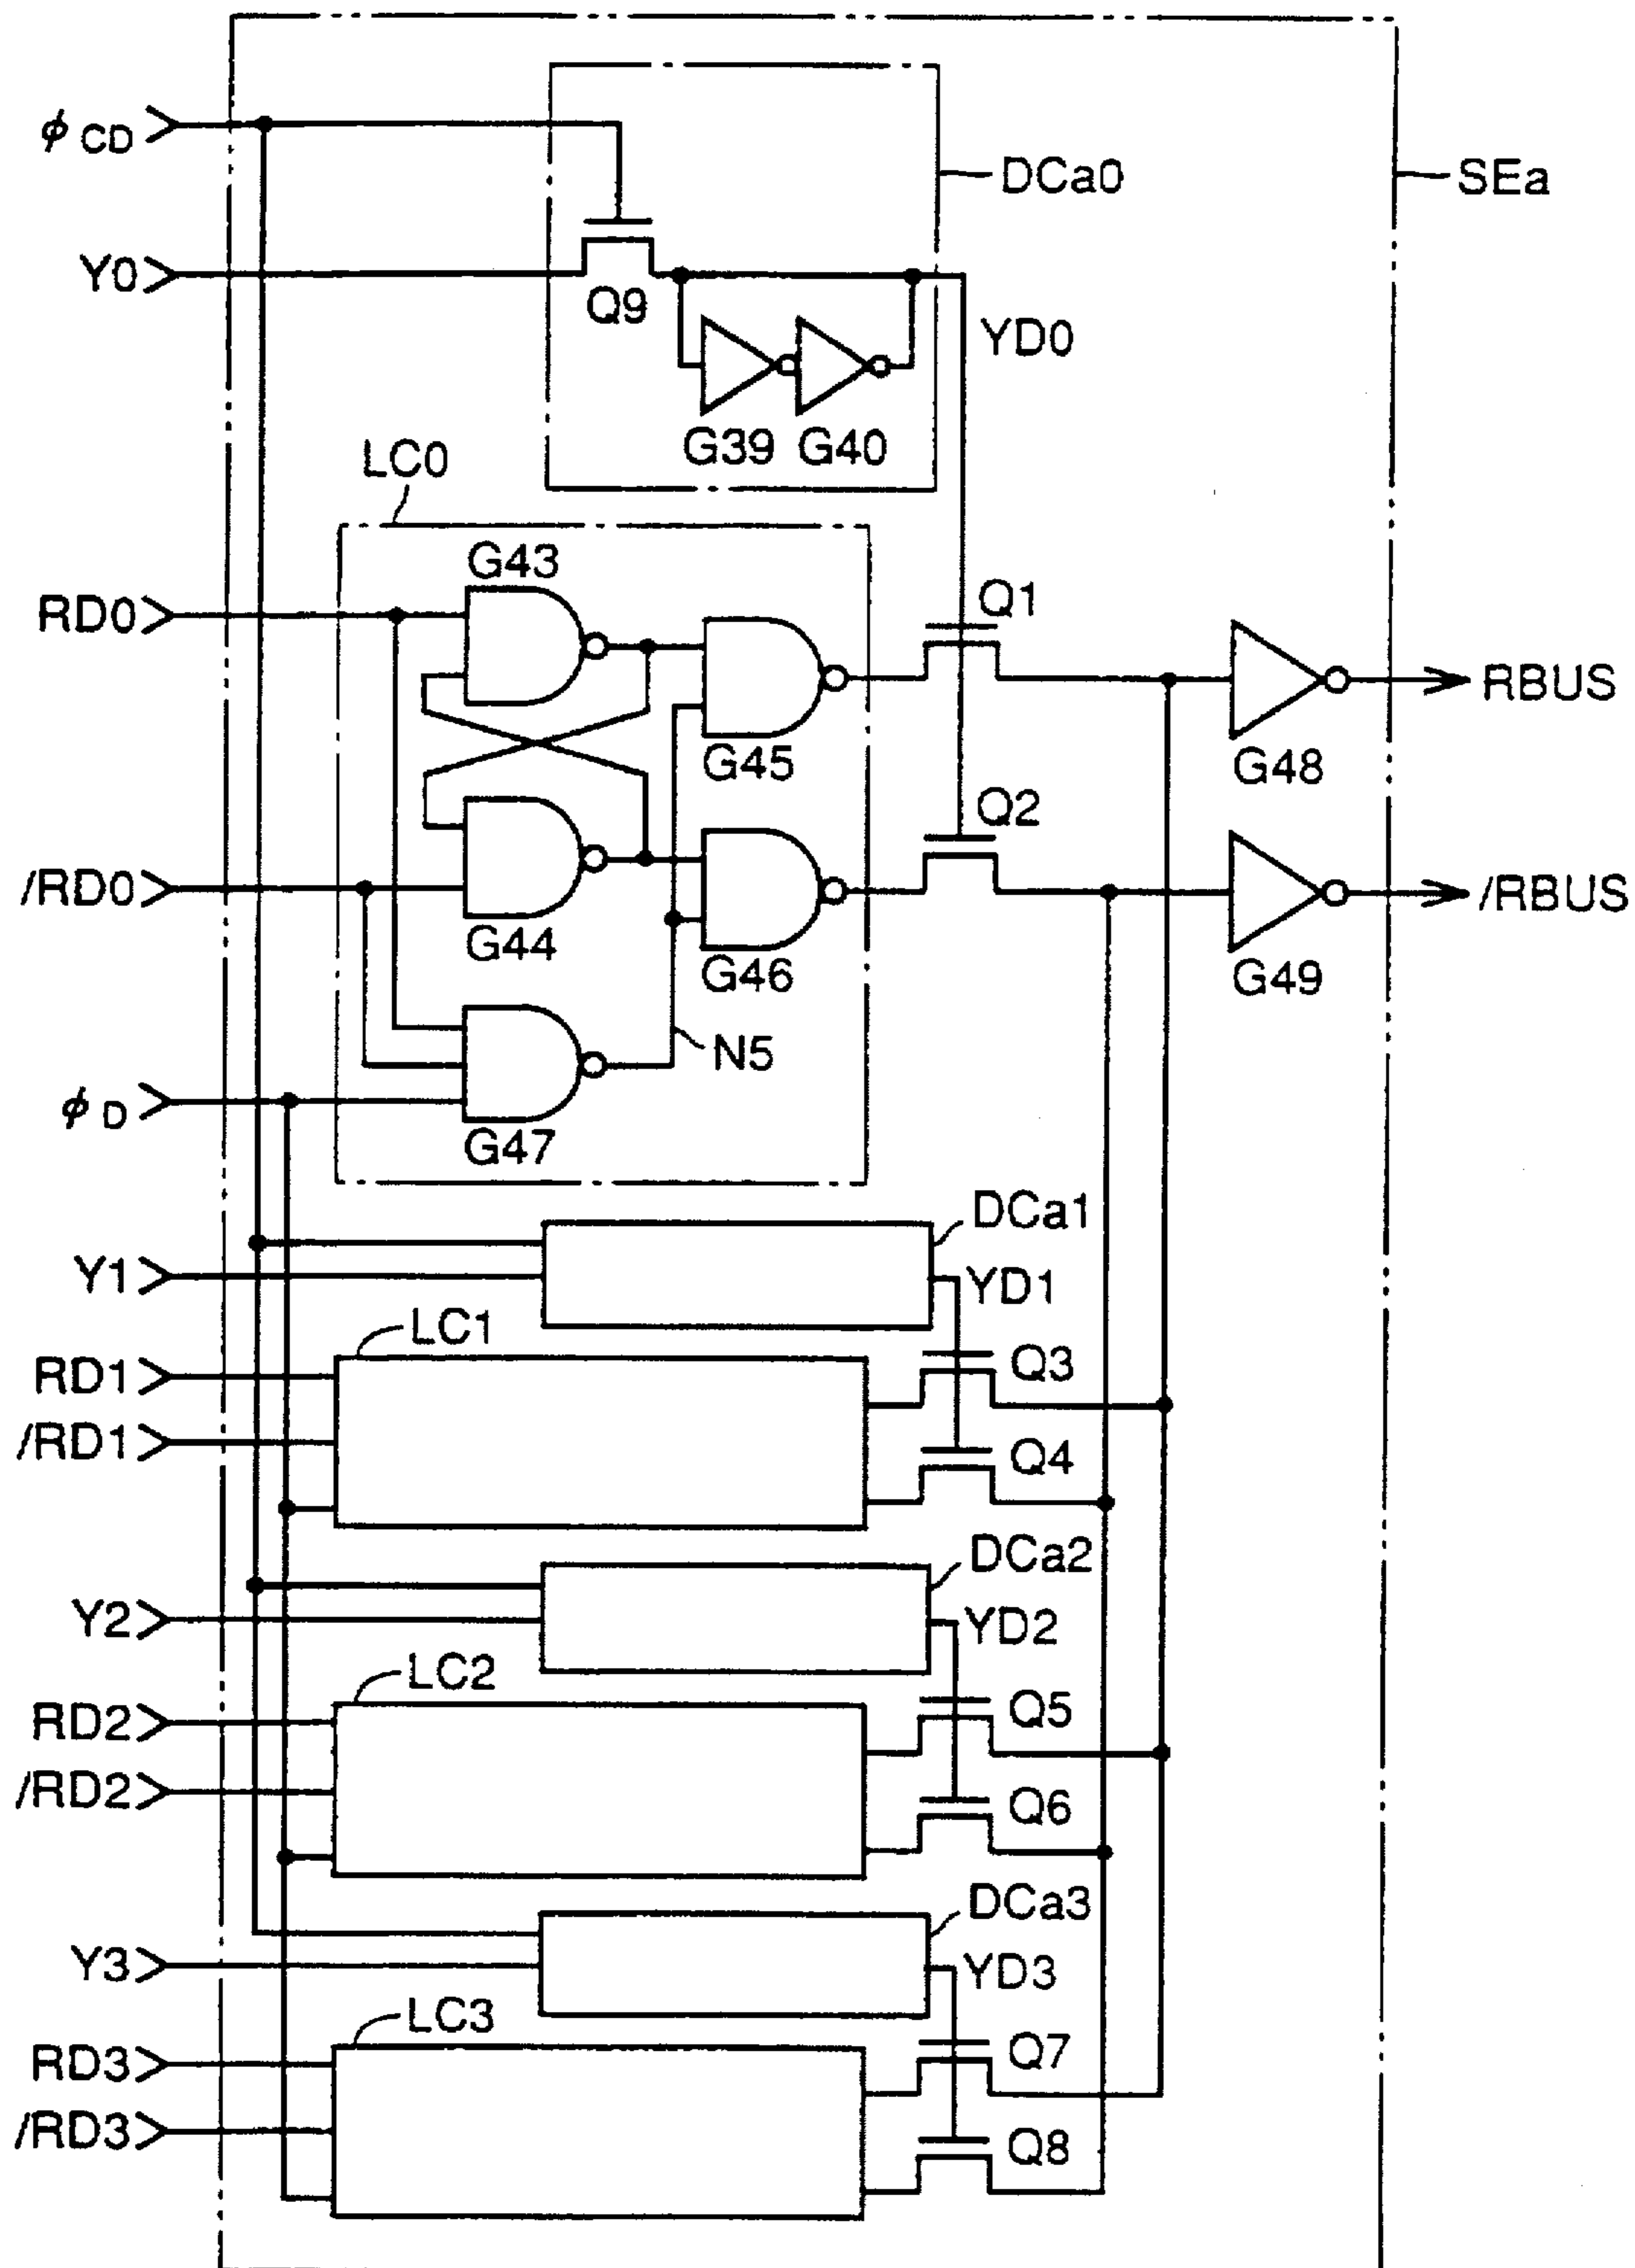 ϕCD
DCa0
SEa
Y0
Q9
YD0
G39 G40
LC0
G43
RD0
Q1
RBUS
G45
G48
Q2
/RD0
/RBUS
G44
G46
G49
N5
ϕD
G47
DCa1
Y1
YD1
LC1
RD1
Q3
/RD1
Q4
DCa2
Y2
YD2
LC2
RD2
Q5
/RD2
Q6
DCa3
Y3
YD3
LC3
RD3
Q7
/RD3
Q8